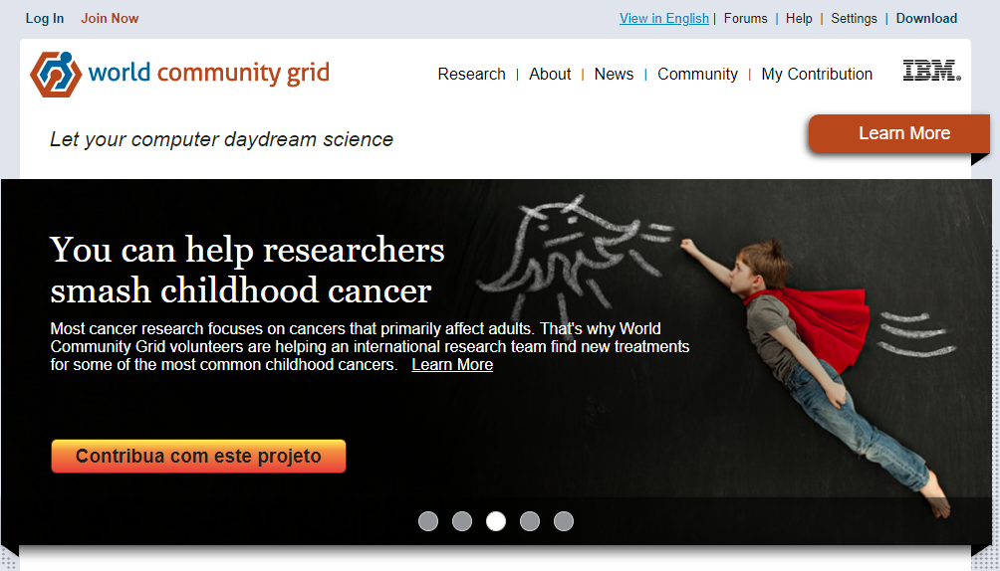 Log In Join Now View in English | Forums | Help | Settings | Download
world community grid Research | About | News | Community | My Contribution IBM®
Let your computer daydream science Learn More
You can help researchers
smash childhood cancer
Most cancer research focuses on cancers that primarily affect adults. That's why World
Community Grid volunteers are helping an international research team find new treatments
for some of the most common childhood cancers. Learn More
Contribua com este projeto